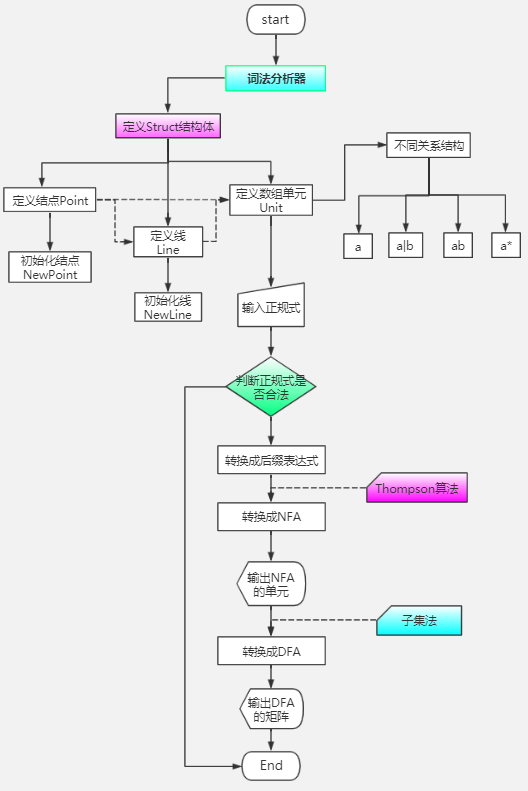 start
词法分析器
定义Struct结构体
不同关系结构
定义结点Point
定义数组单元
Unit
定义线
Line
a
a|b
ab
a*
初始化结点
NewPoint
初始化线
NewLine
输入正规式
判断正规式是
否合法
转换成后缀表达式
Thompson算法
转换成NFA
输出NFA
的单元
子集法
转换成DFA
输出DFA
的矩阵
End